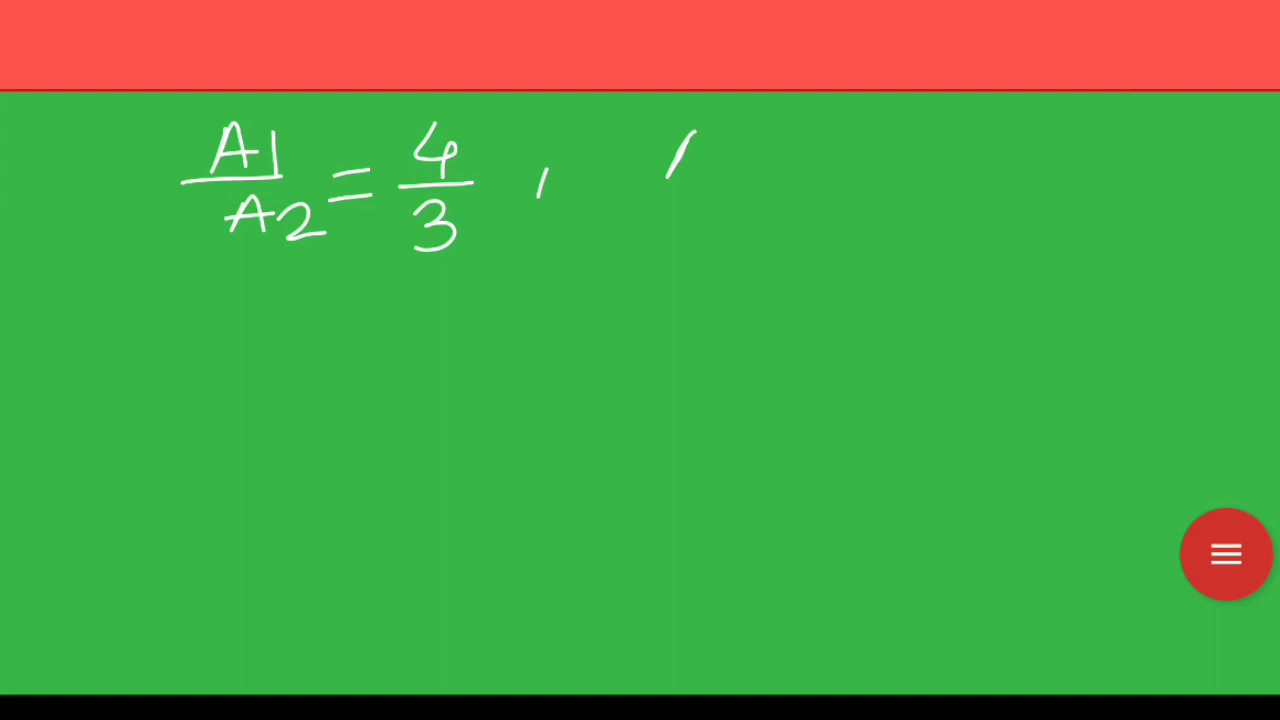 A1/A2 = 4/3 ,